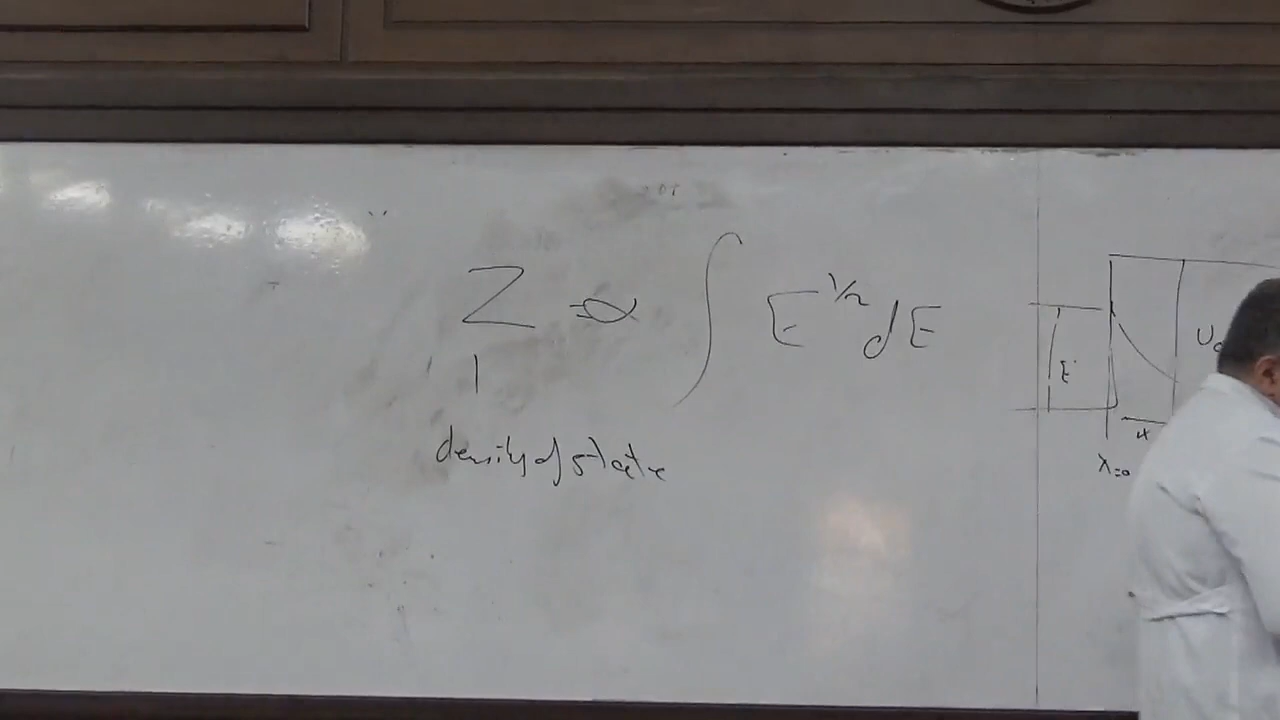 Z ∝ ∫ E^{1/2} dE
density of state
E
U₀
x
x=0